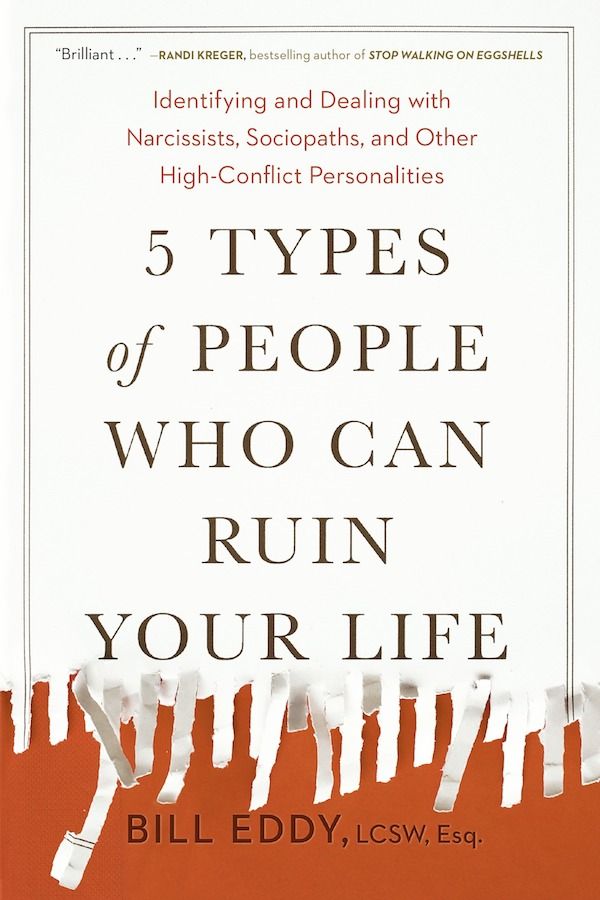 “Brilliant . . .” —RANDI KREGER, bestselling author of STOP WALKING ON EGGSHELLS
Identifying and Dealing with
Narcissists, Sociopaths, and Other
High-Conflict Personalities
5 TYPES
of PEOPLE
WHO CAN
RUIN
YOUR LIFE
BILL EDDY, LCSW, Esq.